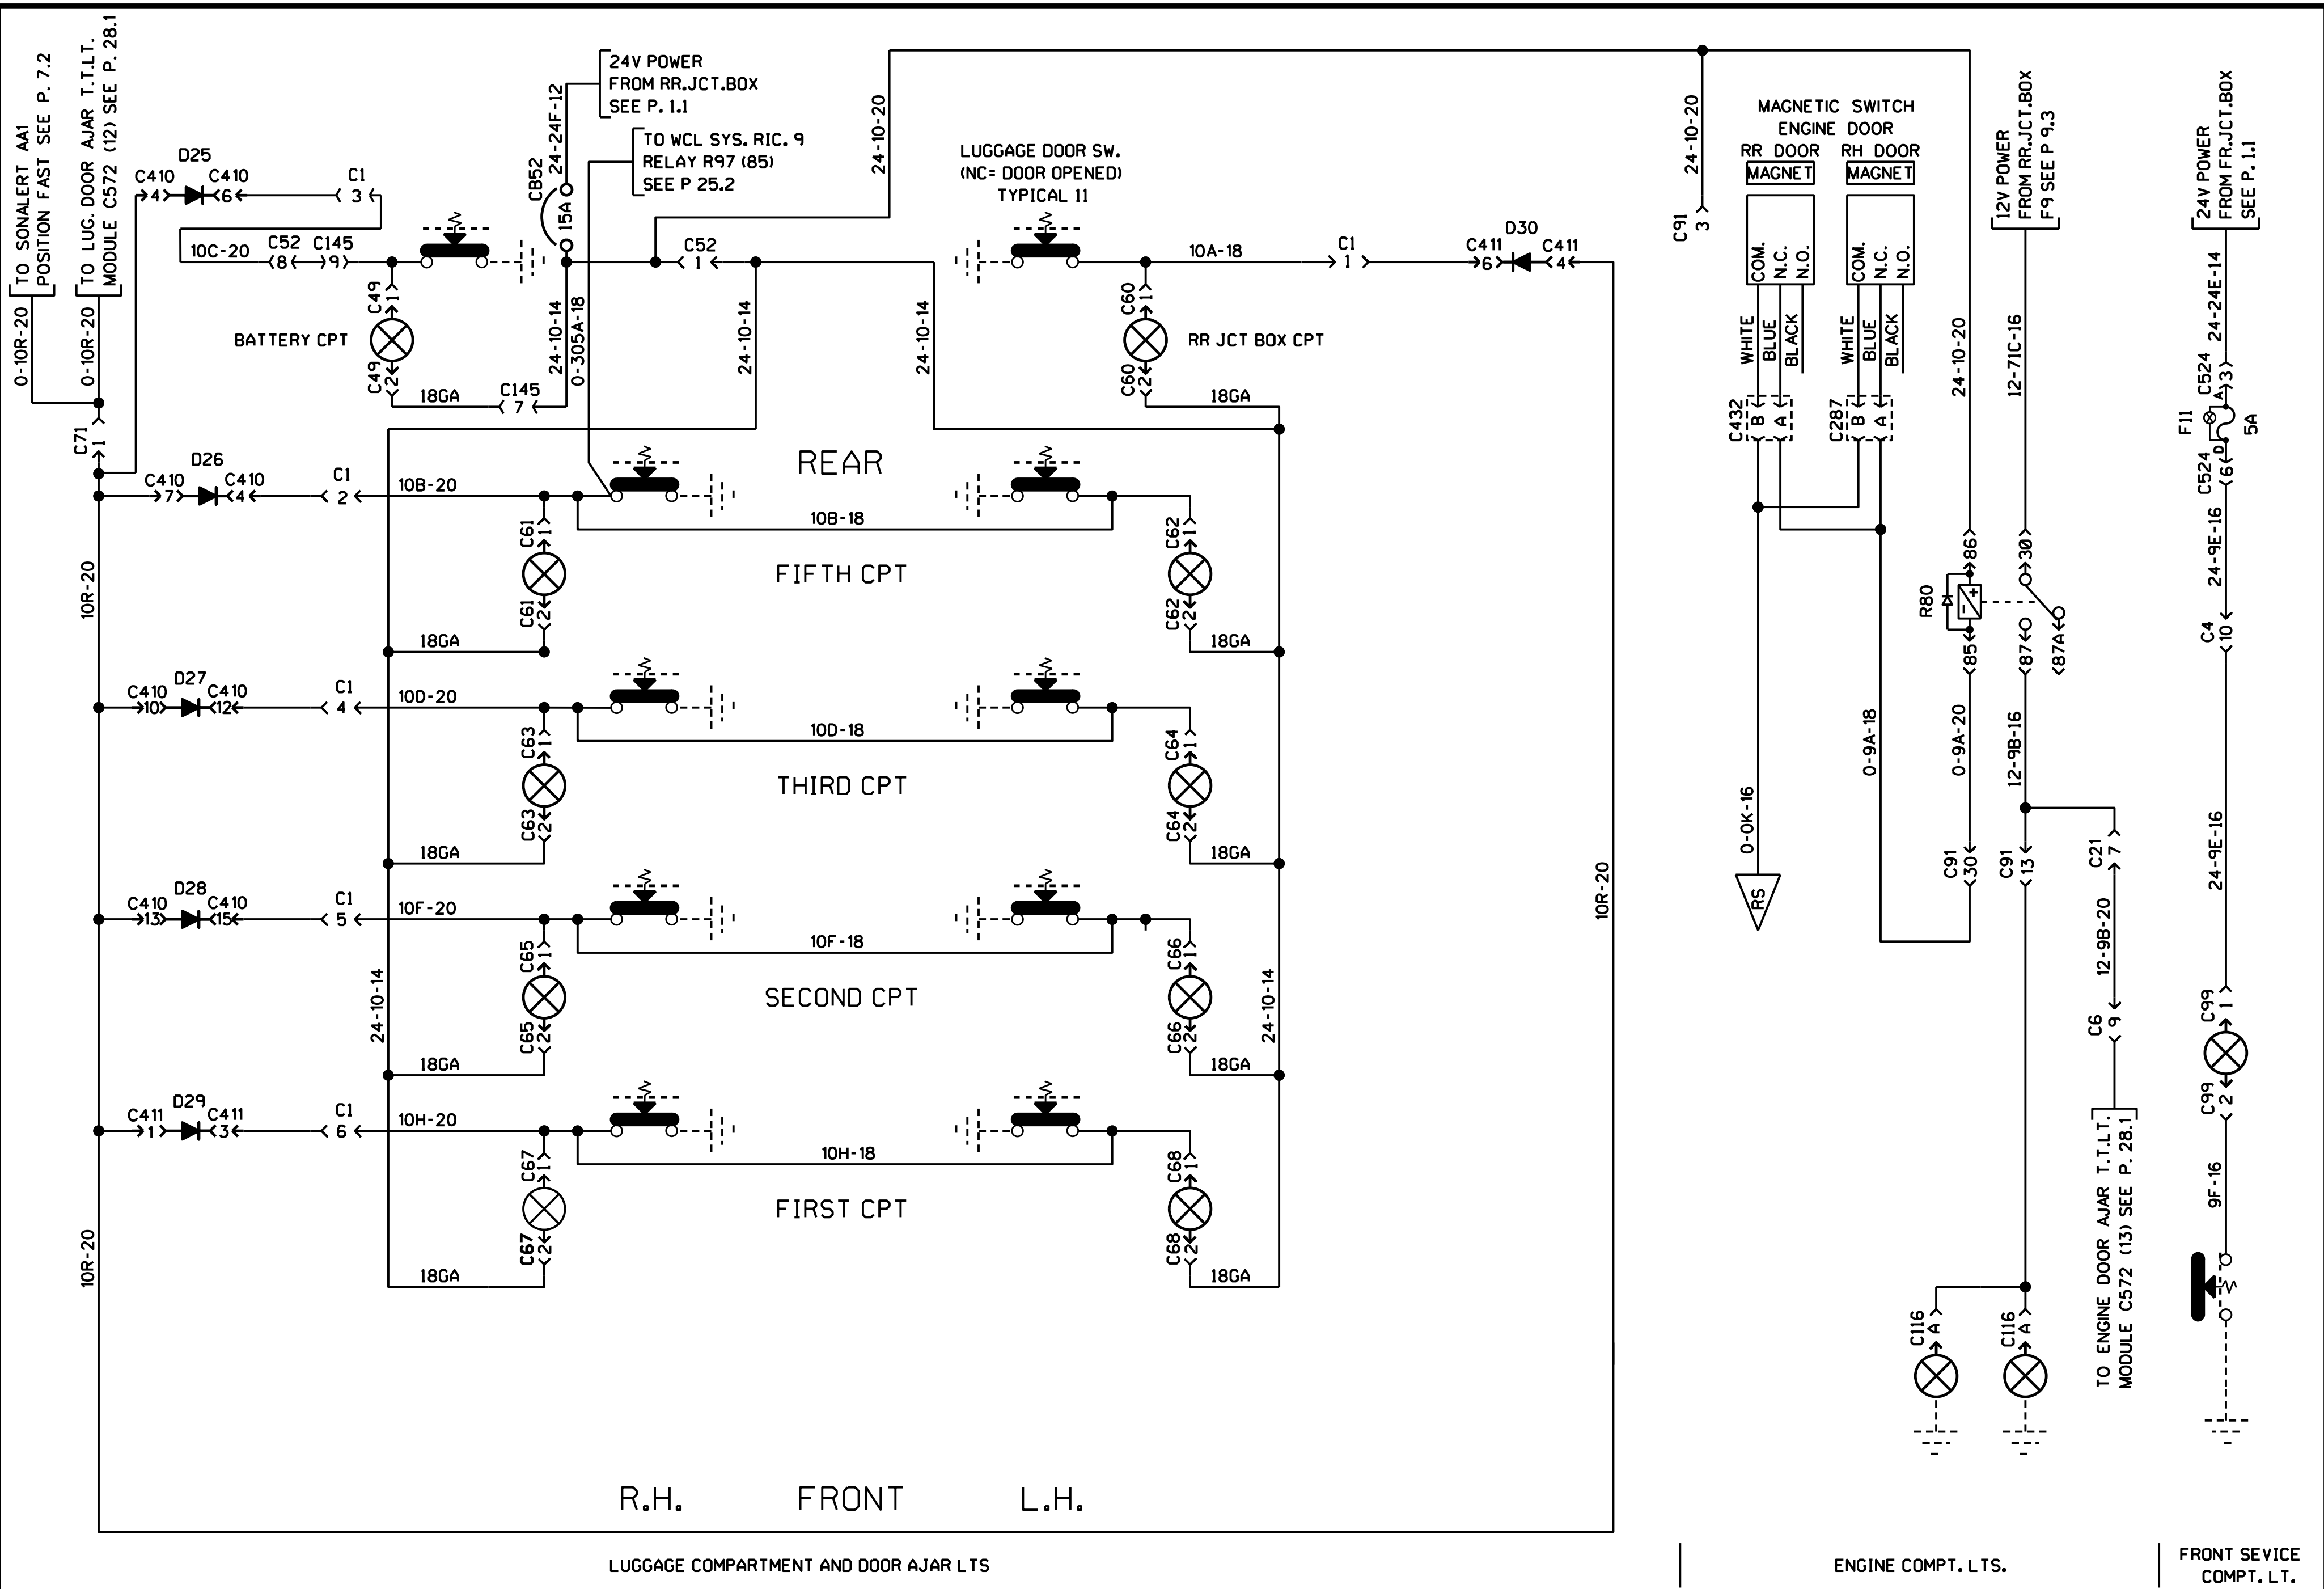 TO SONALERT AA1
POSITION FAST SEE P. 7.2
TO LUG. DOOR AJAR T.T.LT.
MODULE C572 (12) SEE P. 28.1
0-10R-20
0-10R-20
C71
1
D25
C410 C410
4 6
C1
3
10C-20
C52 C145
8 9
C49
1
BATTERY CPT
C49
2
18GA
C145
7
24V POWER
FROM RR.JCT.BOX
SEE P. 1.1
24-24F-12
CB52
15A
TO WCL SYS. RIC. 9
RELAY R97 (85)
SEE P 25.2
24-10-14
0-305A-18
C52
1
24-10-14
24-10-20
24-10-14
LUGGAGE DOOR SW.
(NC= DOOR OPENED)
TYPICAL 11
10A-18
C1
1
D30
C411 C411
6 4
C60
1
RR JCT BOX CPT
C60
2
18GA
REAR
D26
C410 C410
7 4
C1
2
10B-20
10B-18
C61
1
C61
2
18GA
FIFTH CPT
C62
1
C62
2
18GA
10R-20
D27
C410 C410
10 12
C1
4
10D-20
10D-18
C63
1
C63
2
18GA
THIRD CPT
C64
1
C64
2
18GA
D28
C410 C410
13 15
C1
5
10F-20
10F-18
C65
1
C65
2
18GA
24-10-14
SECOND CPT
C66
1
C66
2
18GA
24-10-14
D29
C411 C411
1 3
C1
6
10H-20
10H-18
C67
1
C67
2
18GA
FIRST CPT
C68
1
C68
2
18GA
10R-20
10R-20
R.H. FRONT L.H.
LUGGAGE COMPARTMENT AND DOOR AJAR LTS
24-10-20
C91
3
MAGNETIC SWITCH
ENGINE DOOR
RR DOOR RH DOOR
MAGNET MAGNET
COM.
N.C.
N.O.
COM.
N.C.
N.O.
WHITE
BLUE
BLACK
WHITE
BLUE
BLACK
C432
B
A
C287
B
A
0-0K-16
RS
0-9A-18
24-10-20
12V POWER
FROM RR.JCT.BOX
F9 SEE P 9.3
12-71C-16
86
30
R80
85
87
87A
0-9A-20
12-9B-16
C91
30
C91
13
C21
7
12-9B-20
C6
9
TO ENGINE DOOR AJAR T.T.LT.
MODULE C572 (13) SEE P. 28.1
C116
A
C116
A
ENGINE COMPT. LTS.
24V POWER
FROM FR.JCT.BOX
SEE P. 1.1
24-24E-14
C524
3
A
F11
5A
D
C524
6
24-9E-16
C4
10
24-9E-16
C99
1
C99
2
9F-16
FRONT SEVICE
COMPT. LT.